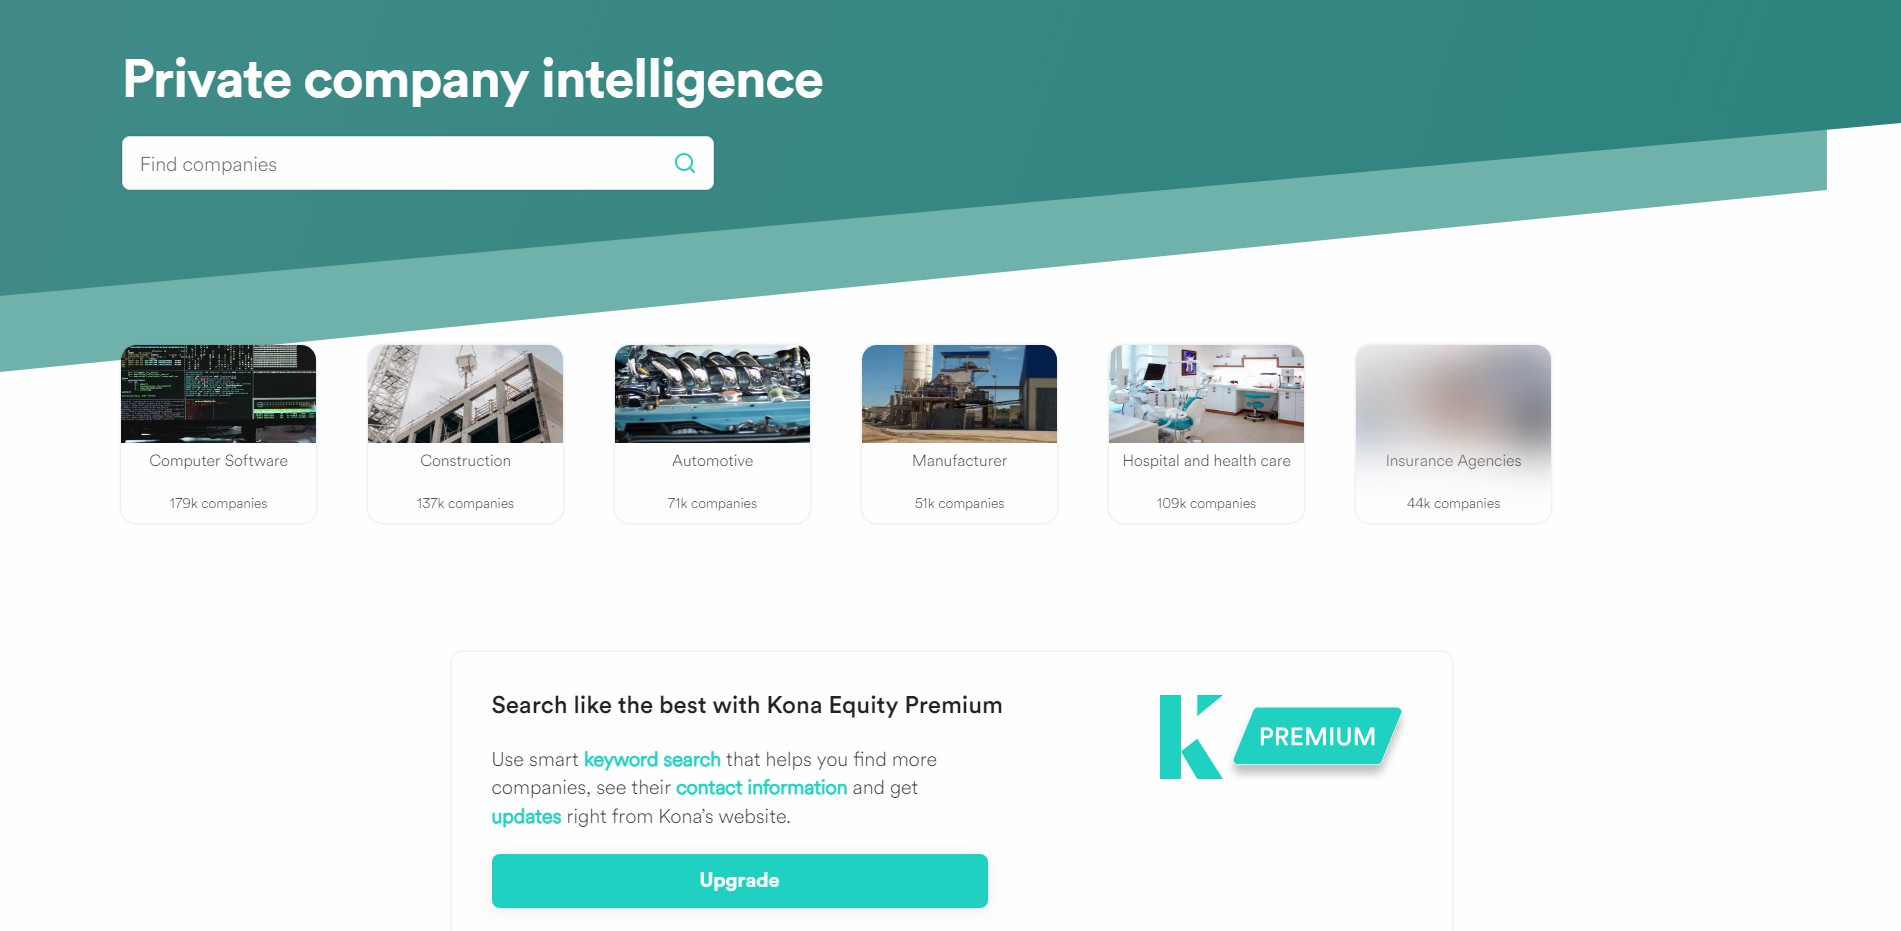 Private company intelligence
Find companies
Computer Software
179k companies
Construction
137k companies
Automotive
71k companies
Manufacturer
51k companies
Hospital and health care
109k companies
Insurance Agencies
44k companies
Search like the best with Kona Equity Premium
Use smart keyword search that helps you find more
companies, see their contact information and get
updates right from Kona’s website.
Upgrade
K PREMIUM